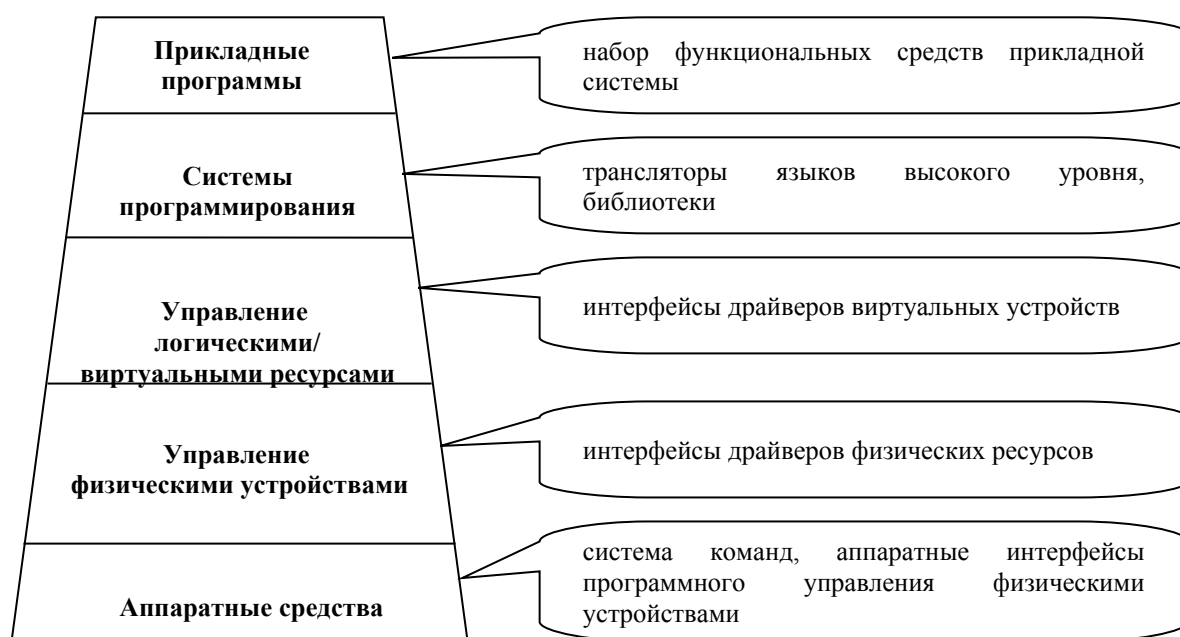 Прикладные
программы
набор функциональных средств прикладной
системы
Системы
программирования
трансляторы языков высокого уровня,
библиотеки
Управление
логическими/
виртуальными ресурсами
интерфейсы драйверов виртуальных устройств
Управление
физическими устройствами
интерфейсы драйверов физических ресурсов
Аппаратные средства
система команд, аппаратные интерфейсы
программного управления физическими
устройствами